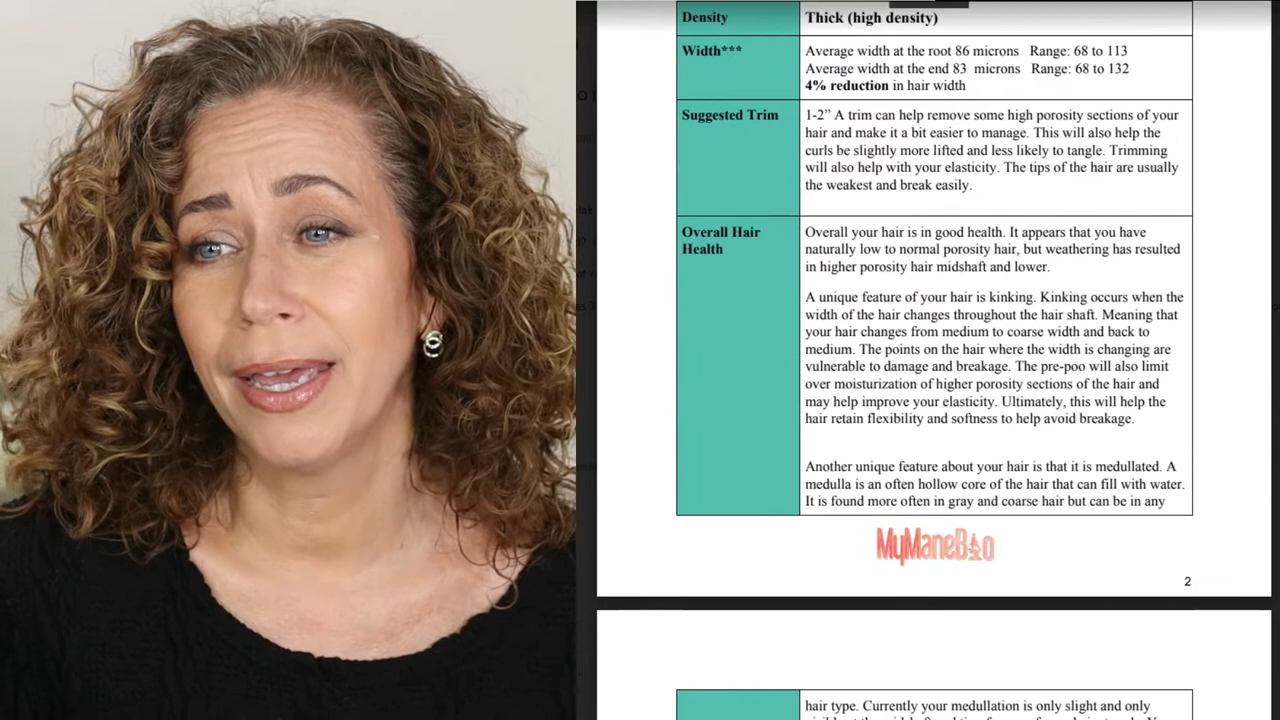 Density
Thick (high density)
Width***
Average width at the root 86 microns   Range: 68 to 113
Average width at the end 83  microns   Range: 68 to 132
4% reduction in hair width
Suggested Trim
1-2” A trim can help remove some high porosity sections of your
hair and make it a bit easier to manage. This will also help the
curls be slightly more lifted and less likely to tangle. Trimming
will also help with your elasticity. The tips of the hair are usually
the weakest and break easily.
Overall Hair
Health
Overall your hair is in good health. It appears that you have
naturally low to normal porosity hair, but weathering has resulted
in higher porosity hair midshaft and lower.
A unique feature of your hair is kinking. Kinking occurs when the
width of the hair changes throughout the hair shaft. Meaning that
your hair changes from medium to coarse width and back to
medium. The points on the hair where the width is changing are
vulnerable to damage and breakage. The pre-poo will also limit
over moisturization of higher porosity sections of the hair and
may help improve your elasticity. Ultimately, this will help the
hair retain flexibility and softness to help avoid breakage.
Another unique feature about your hair is that it is medullated. A
medulla is an often hollow core of the hair that can fill with water.
It is found more often in gray and coarse hair but can be in any
MyManeBio
2
hair type. Currently your medullation is only slight and only